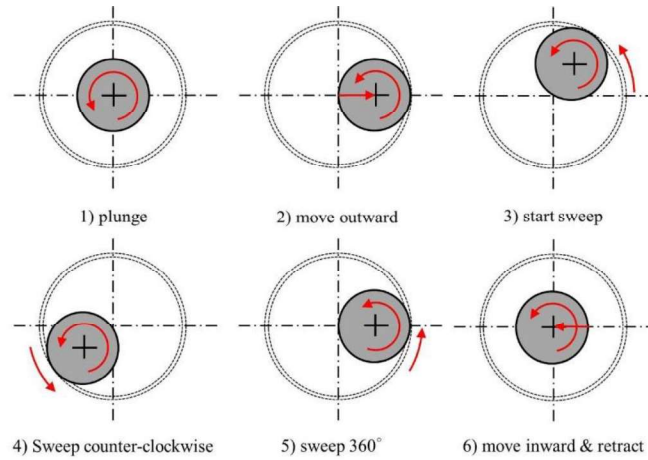 1) plunge
2) move outward
3) start sweep
4) Sweep counter-clockwise
5) sweep 360°
6) move inward & retract